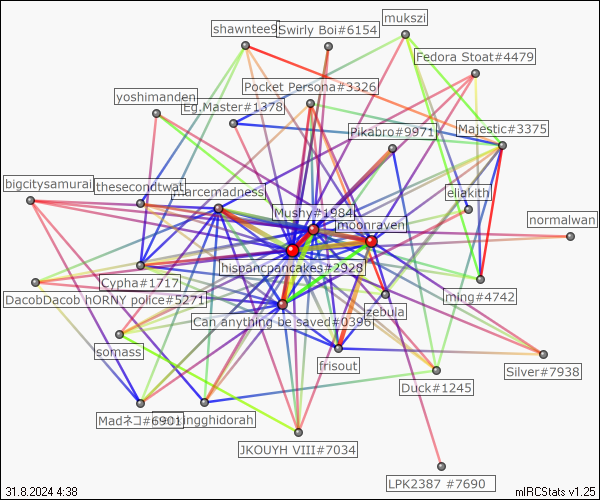 mukszi
shawntee9
Swirly Boi#6154
Fedora Stoat#4479
Pocket Persona#3326
yoshimanden
Eg.Master#1378
Pikabro#9971
Majestic#3375
bigcitysamurai
thesecondtwat
marcemadness
eliakith
Mushy#1984
moonraven
normalwan
hispancpancakes#2928
Cypha#1717
DacobDacob hORNY police#5271
ming#4742
zebula
Can anything be saved#0396
somass
frisout
Silver#7938
Duck#1245
Madネコ#6901
ingghidorah
JKOUYH VIII#7034
LPK2387 #7690
31.8.2024 4:38
mIRCStats v1.25